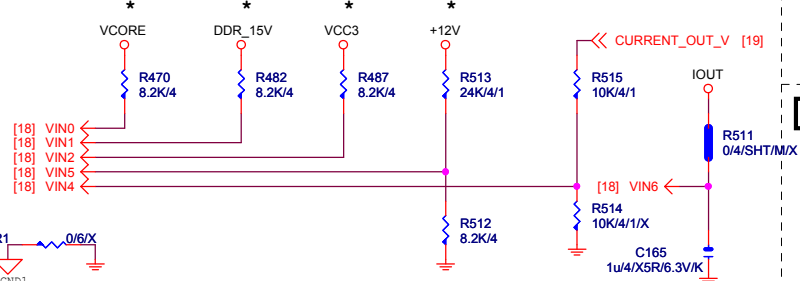 * * * *
VCORE DDR_15V VCC3 +12V
CURRENT_OUT_V [19]
IOUT
R470
8.2K/4
R482
8.2K/4
R487
8.2K/4
R513
24K/4/1
R515
10K/4/1
R511
0/4/SHT/M/X
[18] VIN0
[18] VIN1
[18] VIN2
[18] VIN5
[18] VIN4
[18] VIN6
R512
8.2K/4
R514
10K/4/1/X
R1 0/6/X
C165
1u/4/X5R/6.3V/K